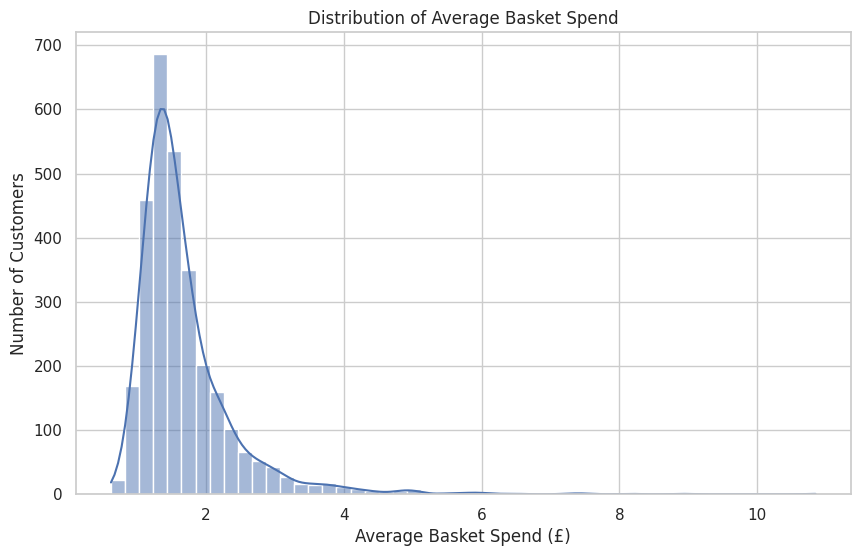 Distribution of Average Basket Spend
700
600
500
400
300
200
100
0
Number of Customers
2 4 6 8 10
Average Basket Spend (£)